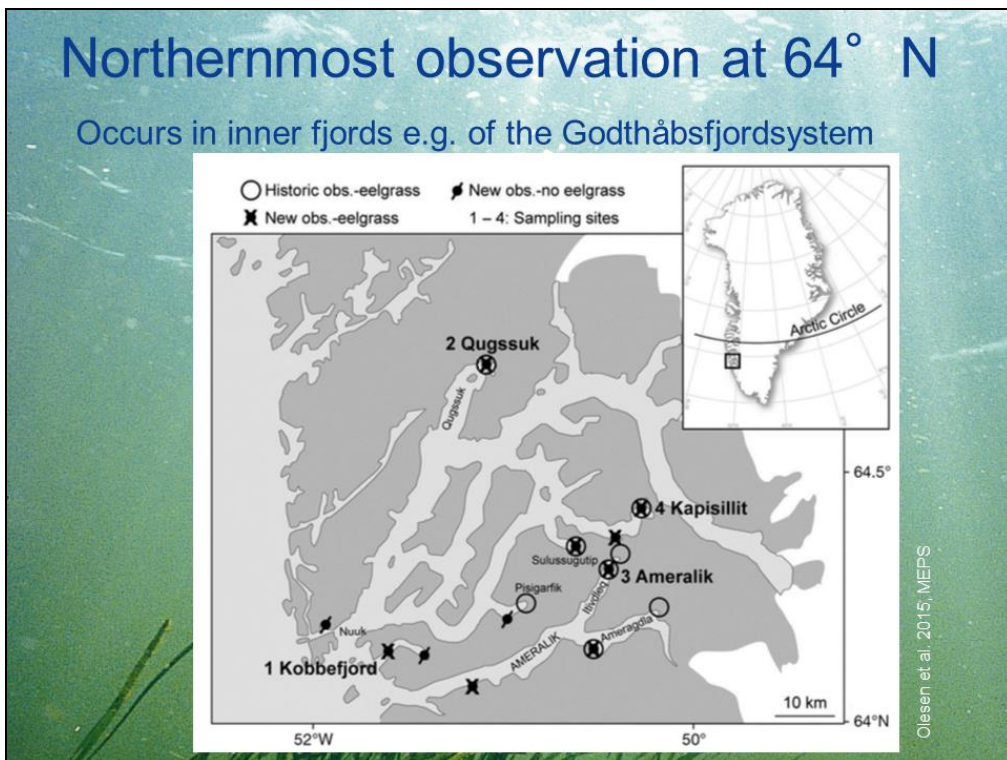 Northernmost observation at 64° N
Occurs in inner fjords e.g. of the Godthåbsfjordsystem
Historic obs.-eelgrass
New obs.-no eelgrass
New obs.-eelgrass
1 – 4: Sampling sites
Arctic Circle
2 Qugssuk
Qugssuk
64.5°
4 Kapisillit
Sulussugutip
3 Ameralik
Pisigarfik
Itivdleq
Ameragdla
Nuuk
AMERALIK
1 Kobbefjord
10 km
64°N
52°W
50°
Olesen et al. 2015, MEPS